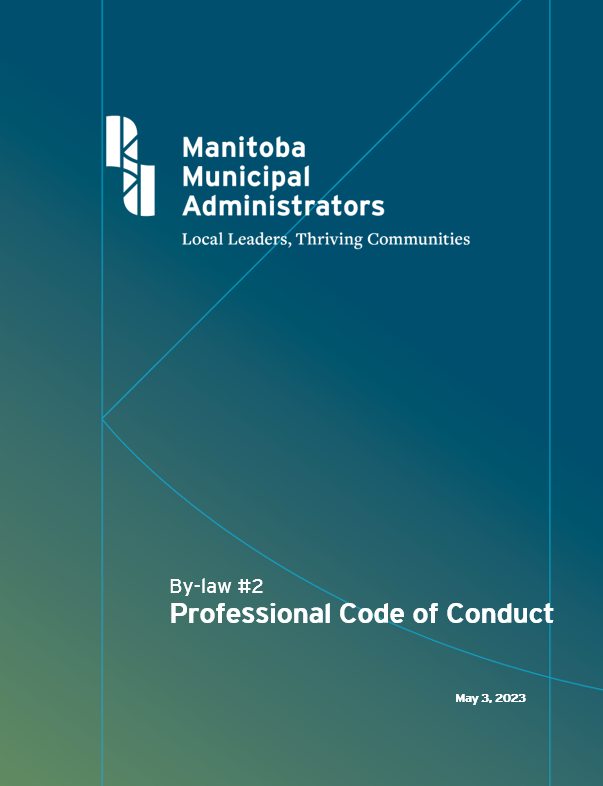 Manitoba
Municipal
Administrators
Local Leaders, Thriving Communities
By-law #2
Professional Code of Conduct
May 3, 2023